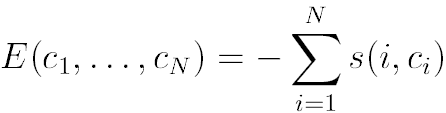 E(c_1, \ldots, c_N) = -\sum_{i=1}^{N} s(i, c_i)